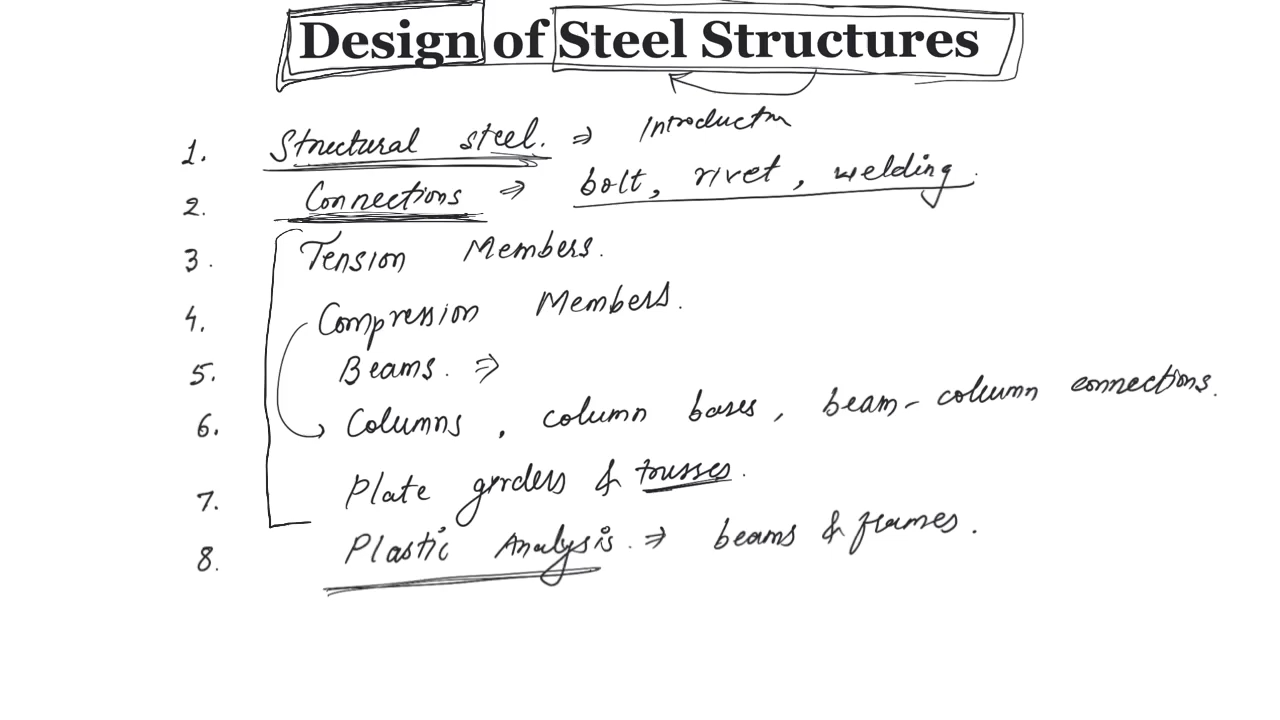 Design of Steel Structures
1. Structural steel. ⇒ Introductn
2. Connections ⇒ bolt, rivet, welding.
3. Tension Members.
4. Compression Members.
5. Beams. ⇒
6. Columns, column bases, beam-column connections.
7. Plate girders & trusses.
8. Plastic Analysis. ⇒ beams & frames.